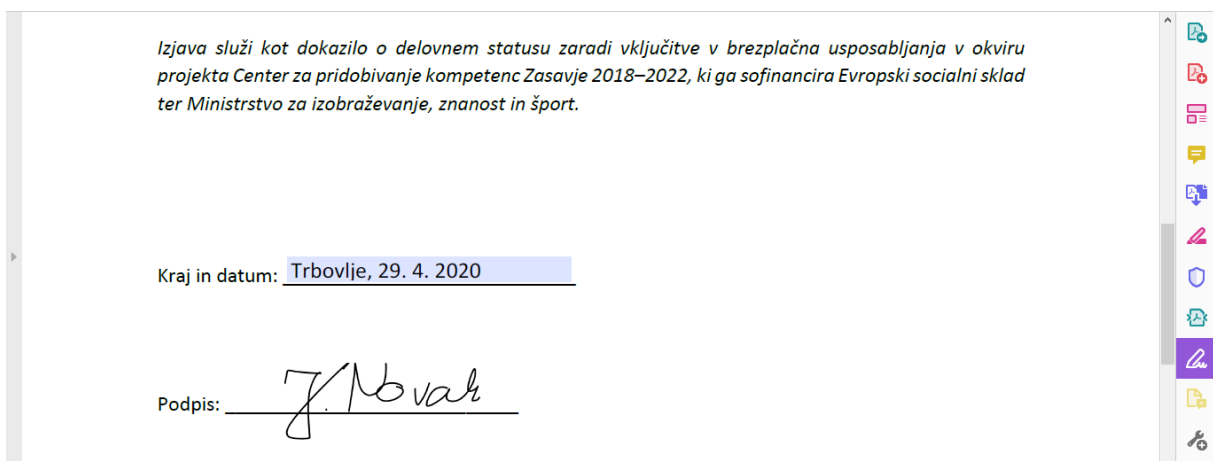 Izjava služi kot dokazilo o delovnem statusu zaradi vključitve v brezplačna usposabljanja v okviru
projekta Center za pridobivanje kompetenc Zasavje 2018–2022, ki ga sofinancira Evropski socialni sklad
ter Ministrstvo za izobraževanje, znanost in šport.
Kraj in datum: Trbovlje, 29. 4. 2020
Podpis: J. Novak